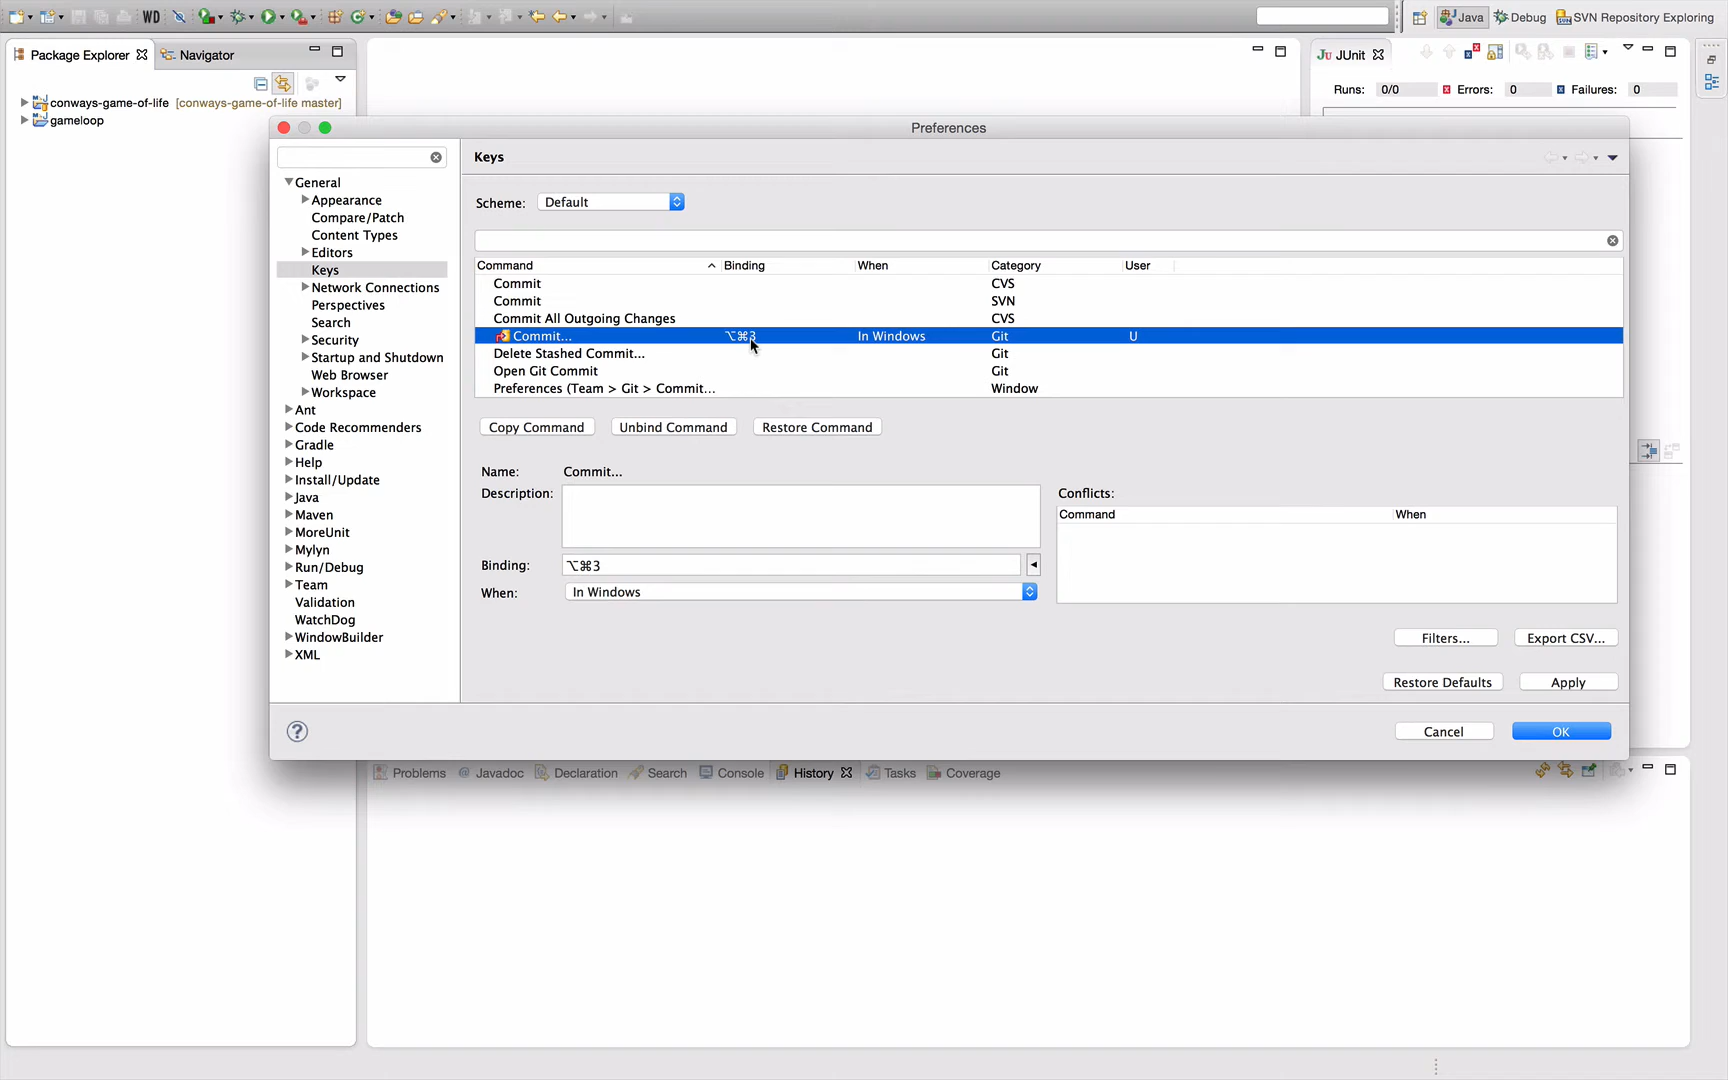 WD Java Debug SVN Repository Exploring
Package Explorer Navigator
JUnit
Runs: 0/0 Errors: 0 Failures: 0
conways-game-of-life [conways-game-of-life master]
gameloop
Preferences
Keys
General
Appearance
Compare/Patch
Content Types
Editors
Keys
Network Connections
Perspectives
Search
Security
Startup and Shutdown
Web Browser
Workspace
Ant
Code Recommenders
Gradle
Help
Install/Update
Java
Maven
MoreUnit
Mylyn
Run/Debug
Team
Validation
WatchDog
WindowBuilder
XML
Scheme: Default
Command Binding When Category User
Commit CVS
Commit SVN
Commit All Outgoing Changes CVS
Commit... ⌥⌘3 In Windows Git U
Delete Stashed Commit... Git
Open Git Commit Git
Preferences (Team > Git > Commit... Window
Copy Command Unbind Command Restore Command
Name: Commit...
Description:
Binding: ⌥⌘3
When: In Windows
Conflicts:
Command When
Filters... Export CSV...
Restore Defaults Apply
? Cancel OK
Problems @ Javadoc Declaration Search Console History Tasks Coverage